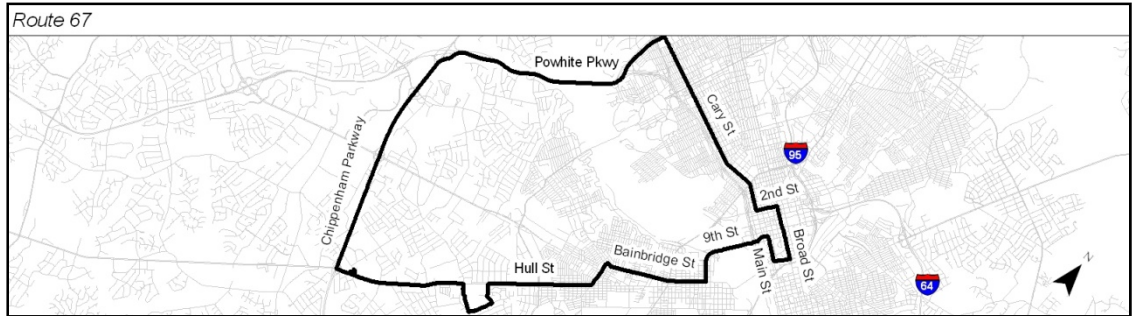 Route 67
Powhite Pkwy
Cary St
Chippenham Parkway
95
2nd St
9th St
Broad St
Main St
Bainbridge St
Hull St
64
N